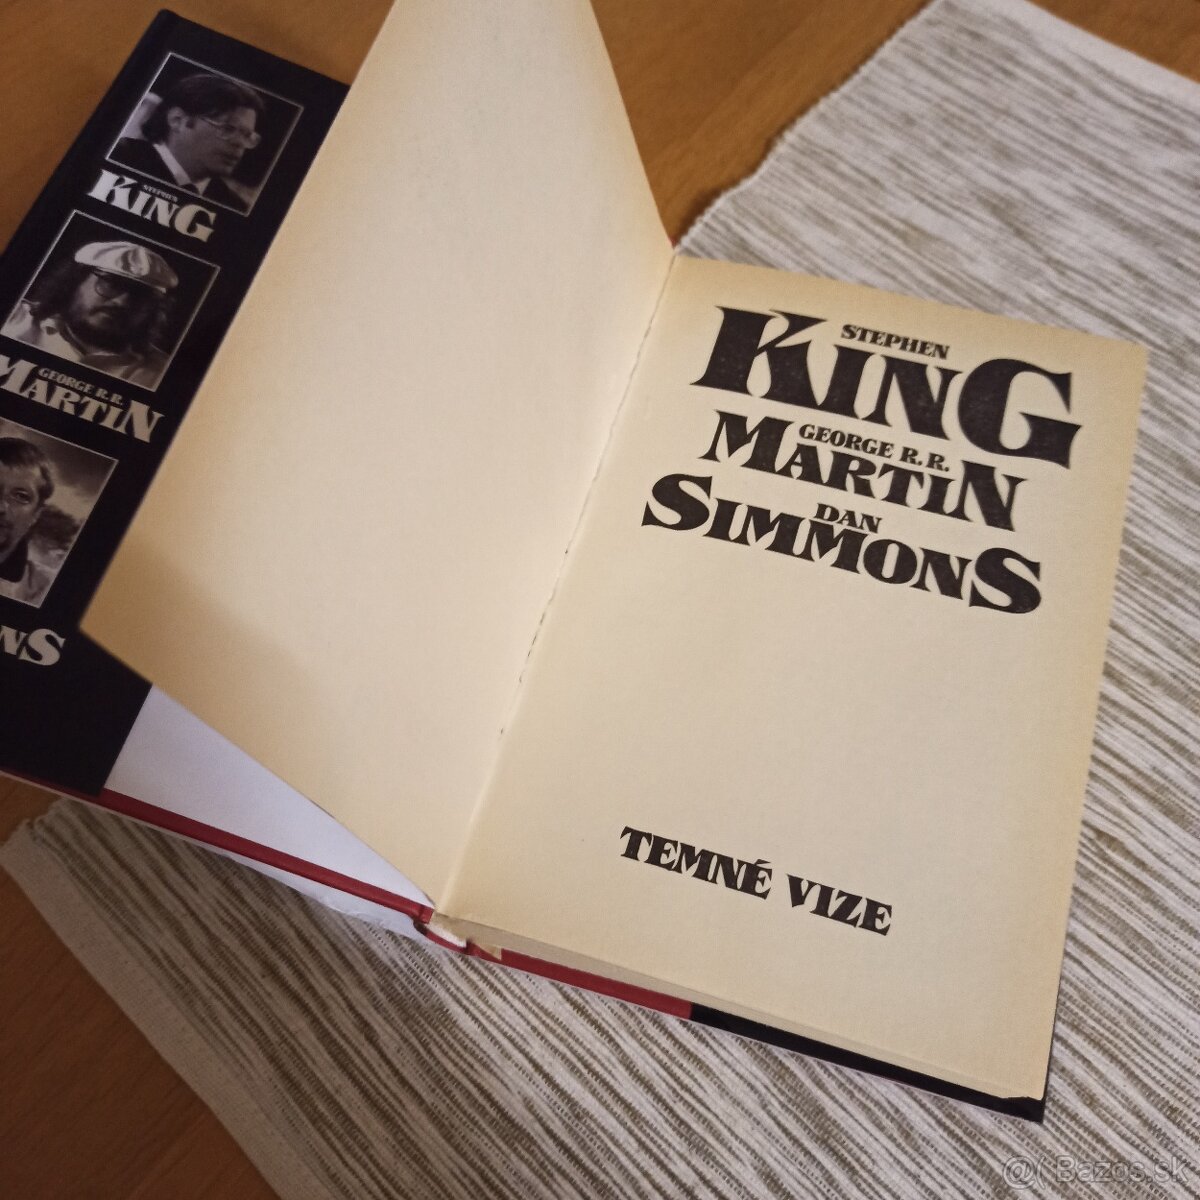 STEPHEN
KING
GEORGE R.R.
MARTIN
NS
STEPHEN
KING
GEORGE R.R.
MARTIN
DAN
SIMMONS
TEMNÉ VIZE
@( Bazos.sk